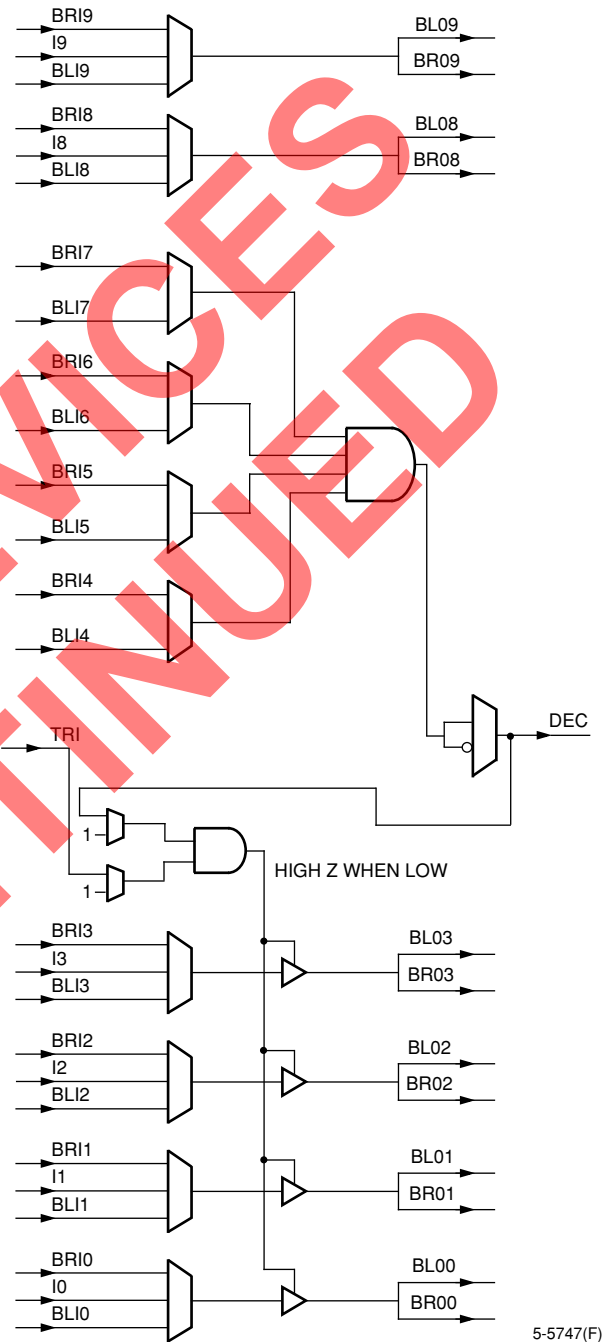 BRI9
I9
BLI9
BL09
BR09
BRI8
I8
BLI8
BL08
BR08
BRI7
BLI7
BRI6
BLI6
BRI5
BLI5
BRI4
BLI4
DEC
TRI
1
1
HIGH Z WHEN LOW
BRI3
I3
BLI3
BL03
BR03
BRI2
I2
BLI2
BL02
BR02
BRI1
I1
BLI1
BL01
BR01
BRI0
I0
BLI0
BL00
BR00
5-5747(F)
VICES
TINUED